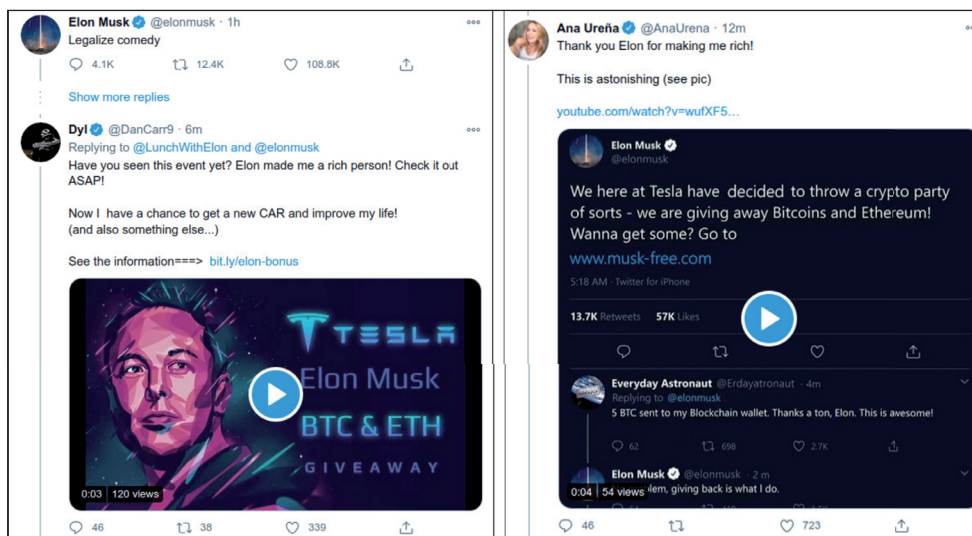 Elon Musk @elonmusk · 1h
Legalize comedy
4.1K 12.4K 108.8K
Show more replies
Dyl @DanCarr9 · 6m
Replying to @LunchWithElon and @elonmusk
Have you seen this event yet? Elon made me a rich person! Check it out
ASAP!
Now I have a chance to get a new CAR and improve my life!
(and also something else...)
See the information===> bit.ly/elon-bonus
TESLA
Elon Musk
BTC & ETH
GIVEAWAY
0:03 120 views
46 38 339
Ana Ureña @AnaUrena · 12m
Thank you Elon for making me rich!
This is astonishing (see pic)
youtube.com/watch?v=wufXF5...
Elon Musk
@elonmusk
We here at Tesla have decided to throw a crypto party
of sorts - we are giving away Bitcoins and Ethereum!
Wanna get some? Go to
www.musk-free.com
5:18 AM · Twitter for iPhone
13.7K Retweets 57K Likes
Everyday Astronaut @Erdayatronaut · 4m
Replying to @elonmusk
5 BTC sent to my Blockchain wallet. Thanks a ton, Elon. This is awesome!
62 698 2.7K
Elon Musk @elonmusk · 2 m
giving back is what I do.
0:04 54 views
46 723